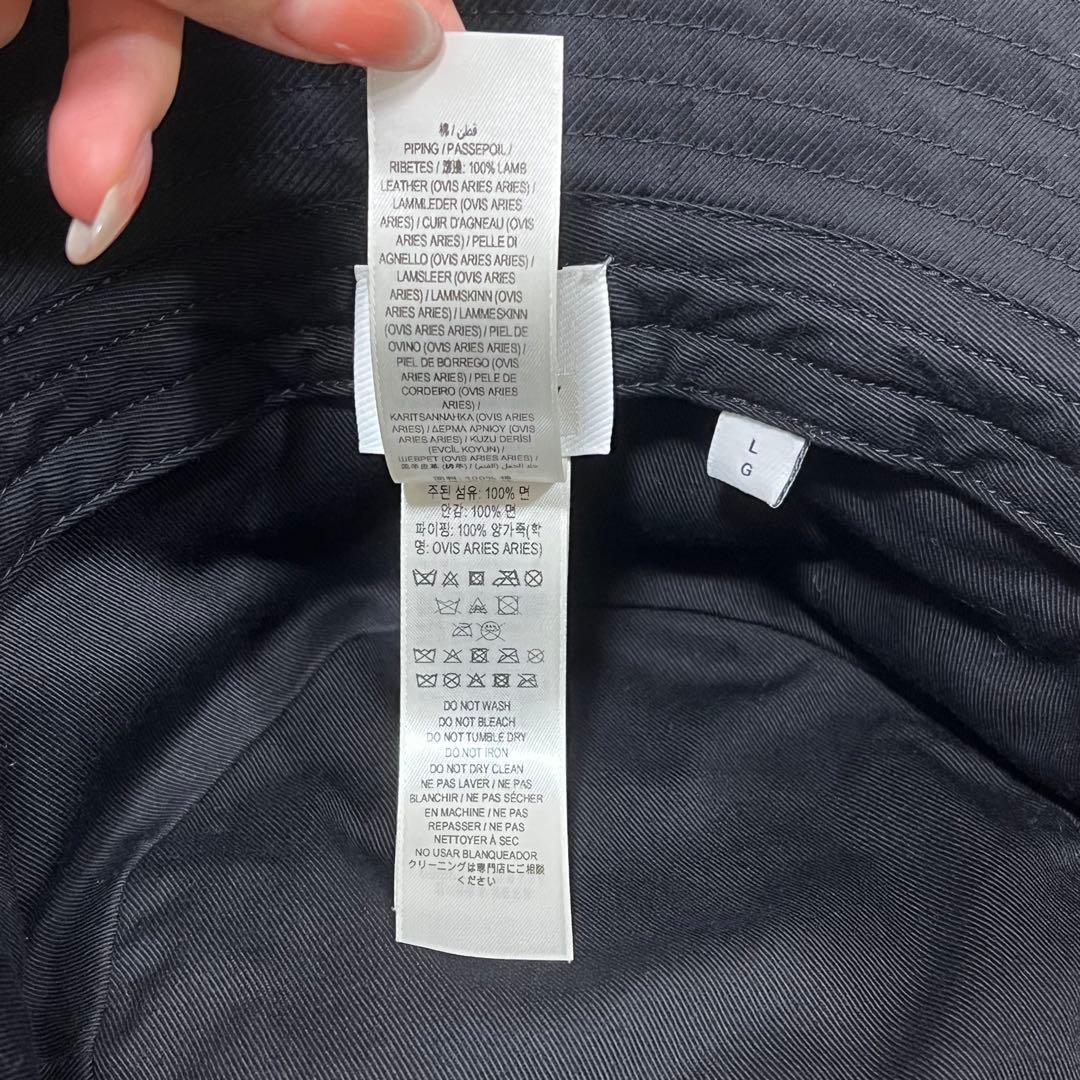 棉 / قطن
PIPING / PASSEPOIL /
RIBETES / 滾邊: 100% LAMB
LEATHER (OVIS ARIES ARIES) /
LAMMLEDER (OVIS ARIES
ARIES) / CUIR D'AGNEAU (OVIS
ARIES ARIES) / PELLE DI
AGNELLO (OVIS ARIES ARIES) /
LAMSLEER (OVIS ARIES
ARIES) / LAMMSKINN (OVIS
ARIES ARIES) / LAMMESKINN
(OVIS ARIES ARIES) / PIEL DE
OVINO (OVIS ARIES ARIES) /
PIEL DE BORREGO (OVIS
ARIES ARIES) / PELE DE
CORDEIRO (OVIS ARIES
ARIES) /
KARITSANNAHKA (OVIS ARIES
ARIES) / ΔΕΡΜΑ ΑΡΝΙΟΥ (OVIS
ARIES ARIES) / KUZU DERİSİ
(EVCİL KOYUN) /
ШЕВРЕТ (OVIS ARIES ARIES) /
주된 섬유: 100% 면
안감: 100% 면
파이핑: 100% 양가죽(학
명: OVIS ARIES ARIES)
DO NOT WASH
DO NOT BLEACH
DO NOT TUMBLE DRY
DO NOT IRON
DO NOT DRY CLEAN
NE PAS LAVER / NE PAS
BLANCHIR / NE PAS SÉCHER
EN MACHINE / NE PAS
REPASSER / NE PAS
NETTOYER À SEC
NO USAR BLANQUEADOR
クリーニングは専門店にご相談
ください
L
G